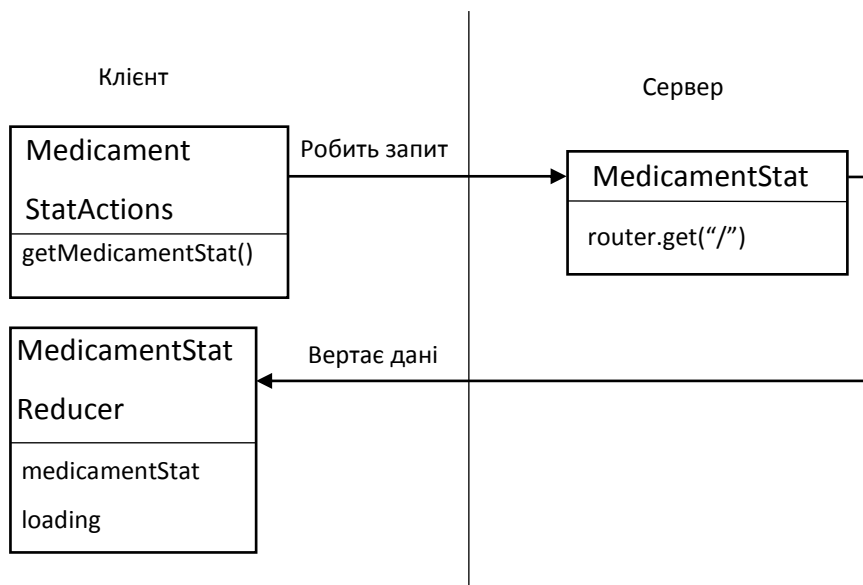 Клієнт
Сервер
Medicament
StatActions
getMedicamentStat()
Робить запит
MedicamentStat
router.get(“/”)
MedicamentStat
Reducer
medicamentStat
loading
Вертає дані